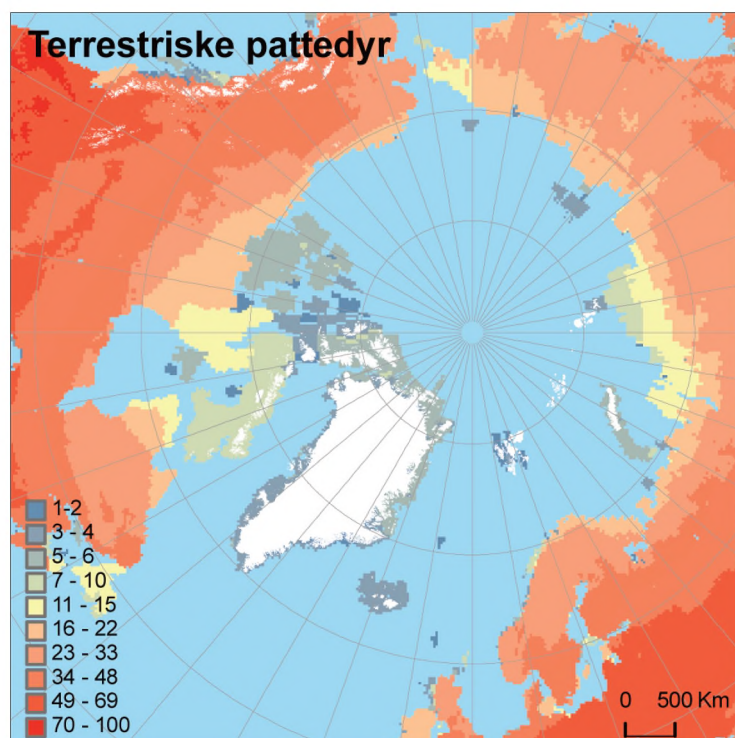 Terrestriske pattedyr
1-2
3 - 4
5 - 6
7 - 10
11 - 15
16 - 22
23 - 33
34 - 48
49 - 69
70 - 100
0 500 Km